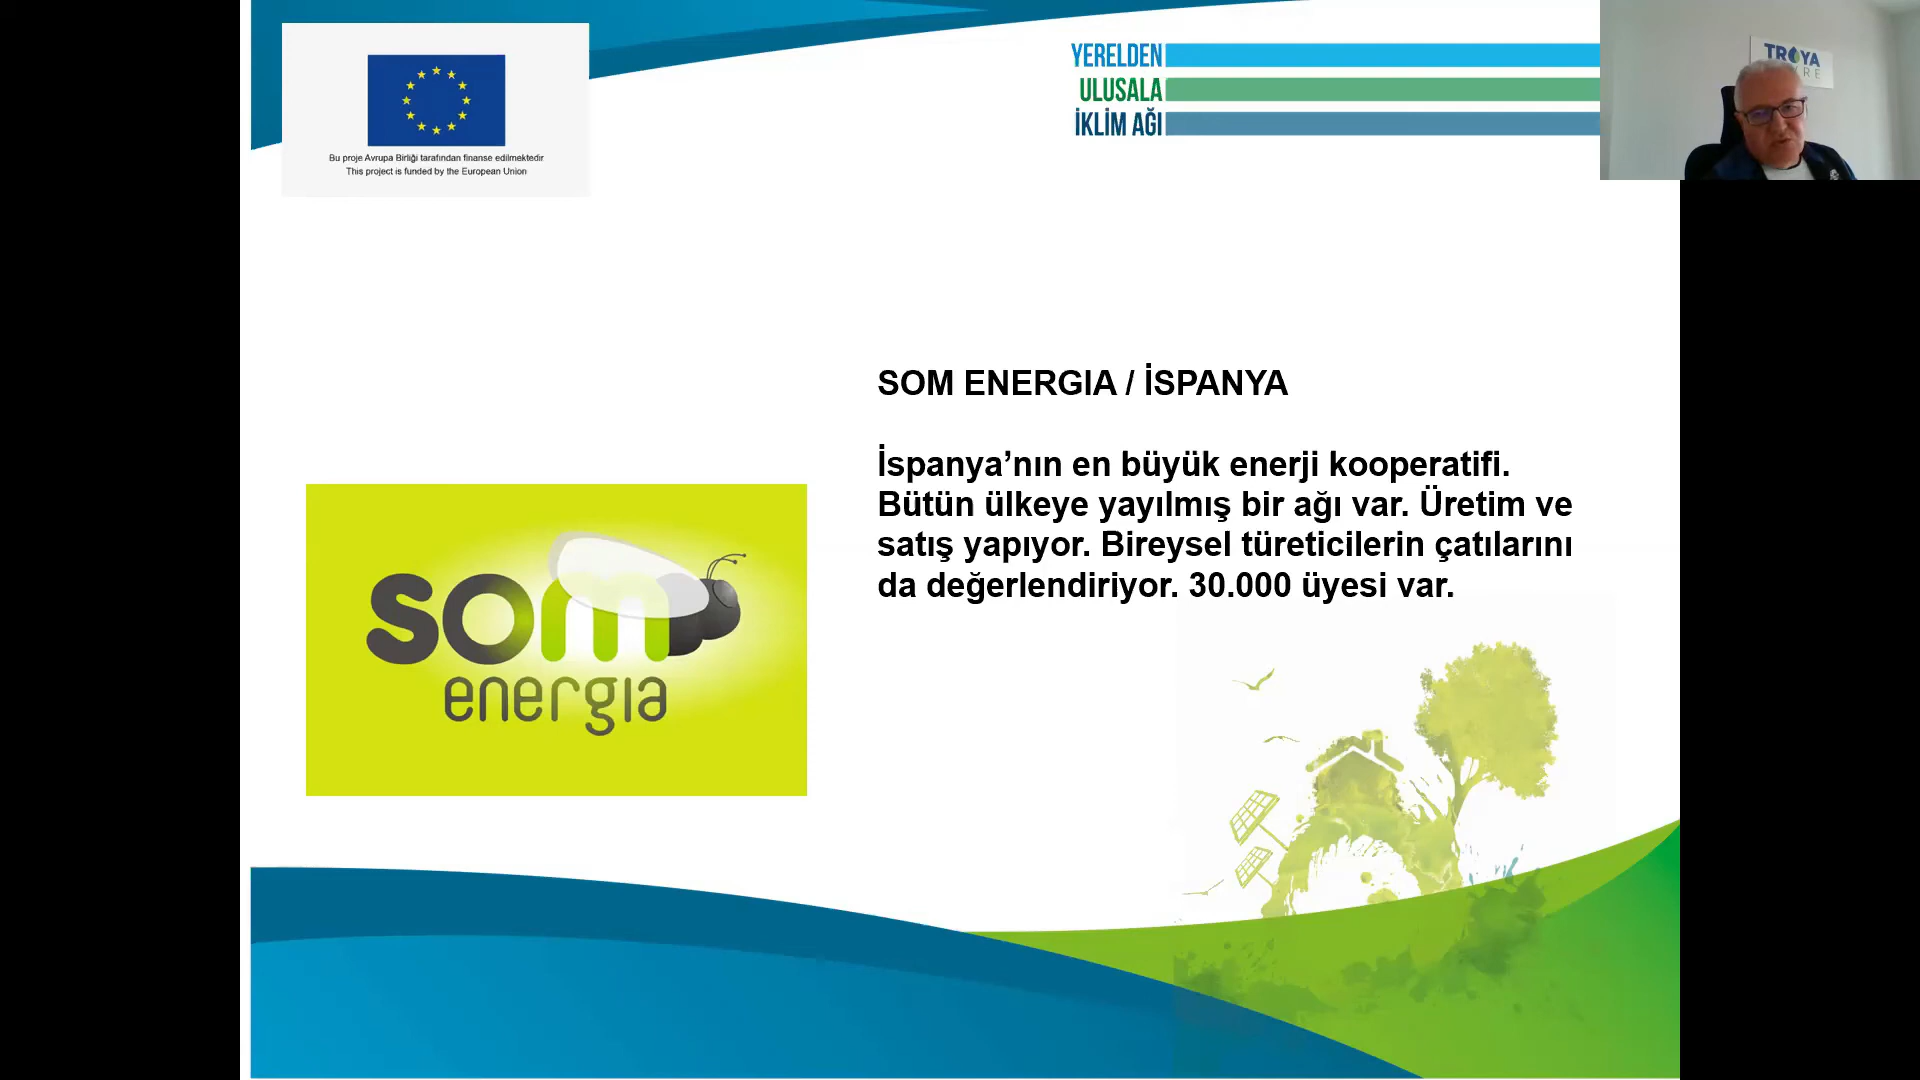 Bu proje Avrupa Birliği tarafından finanse edilmektedir
This project is funded by the European Union
YERELDEN
ULUSALA
İKLİM AĞI
TROYA
SOM ENERGIA / İSPANYA
İspanya’nın en büyük enerji kooperatifi.
Bütün ülkeye yayılmış bir ağı var. Üretim ve
satış yapıyor. Bireysel türeticilerin çatılarını
da değerlendiriyor. 30.000 üyesi var.
som
energia